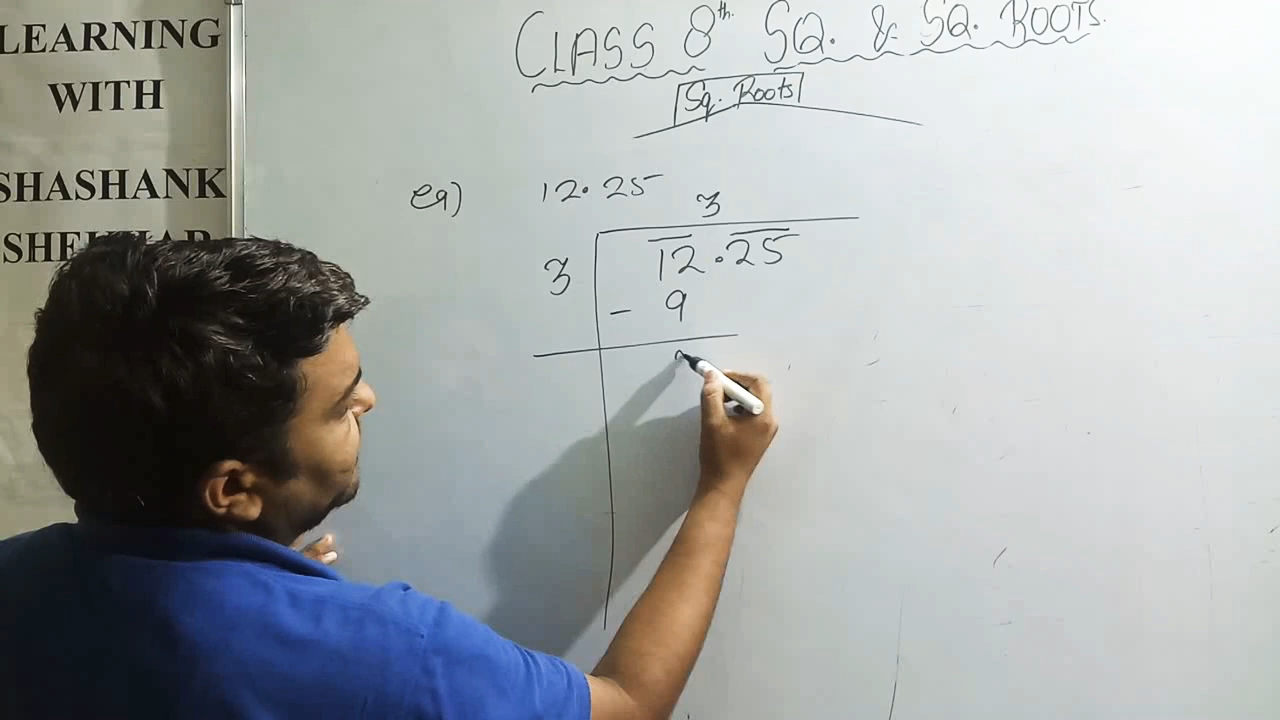 LEARNING
WITH
SHASHANK
CLASS 8th SQ. & SQ. ROOTS.
Sq. Roots
eg) 12.25
3
3 12.25
- 9